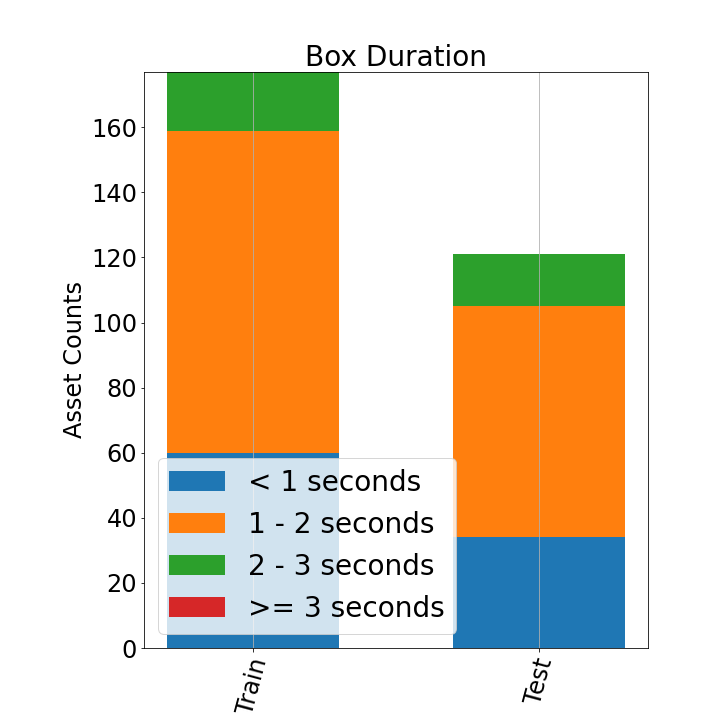 Box Duration
Asset Counts
160
140
120
100
80
60
40
20
0
< 1 seconds
1 - 2 seconds
2 - 3 seconds
>= 3 seconds
Train
Test